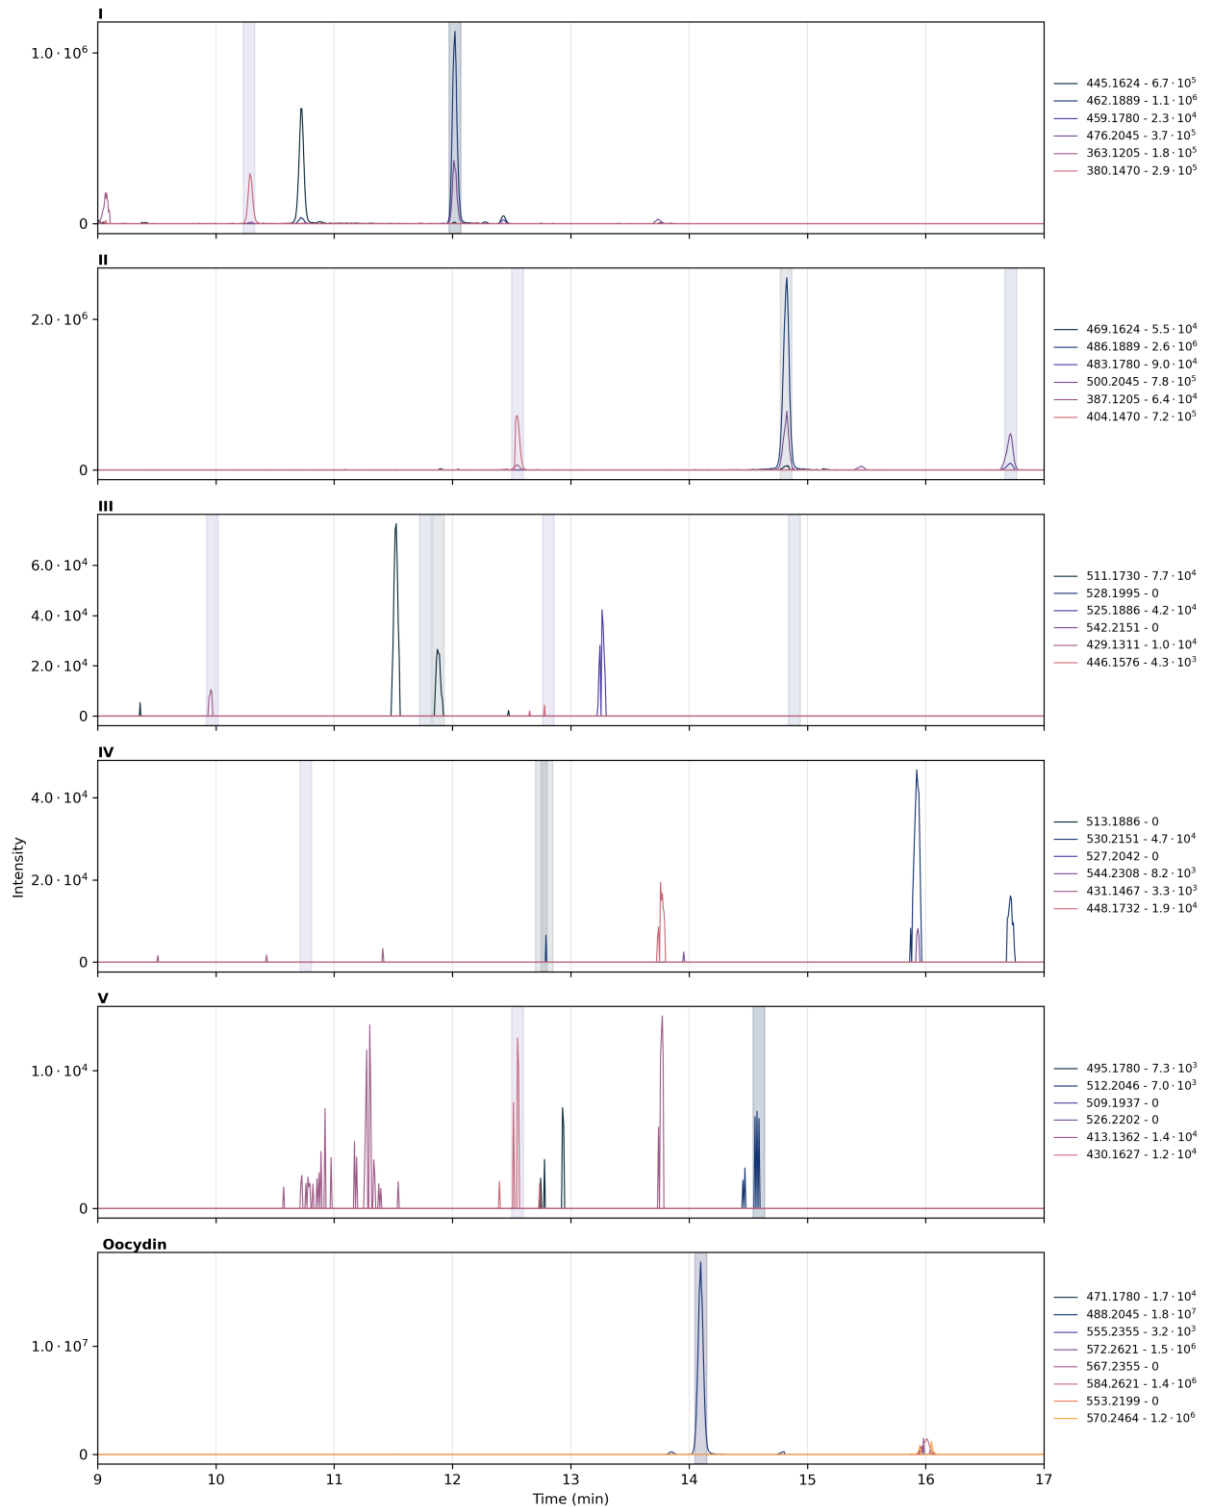 I
1.0 · 10⁶
0
445.1624 - 6.7 · 10⁵
462.1889 - 1.1 · 10⁶
459.1780 - 2.3 · 10⁴
476.2045 - 3.7 · 10⁵
363.1205 - 1.8 · 10⁵
380.1470 - 2.9 · 10⁵
II
2.0 · 10⁶
0
469.1624 - 5.5 · 10⁴
486.1889 - 2.6 · 10⁶
483.1780 - 9.0 · 10⁴
500.2045 - 7.8 · 10⁵
387.1205 - 6.4 · 10⁴
404.1470 - 7.2 · 10⁵
III
6.0 · 10⁴
4.0 · 10⁴
2.0 · 10⁴
0
511.1730 - 7.7 · 10⁴
528.1995 - 0
525.1886 - 4.2 · 10⁴
542.2151 - 0
429.1311 - 1.0 · 10⁴
446.1576 - 4.3 · 10³
IV
4.0 · 10⁴
2.0 · 10⁴
0
Intensity
513.1886 - 0
530.2151 - 4.7 · 10⁴
527.2042 - 0
544.2308 - 8.2 · 10³
431.1467 - 3.3 · 10³
448.1732 - 1.9 · 10⁴
V
1.0 · 10⁴
0
495.1780 - 7.3 · 10³
512.2046 - 7.0 · 10³
509.1937 - 0
526.2202 - 0
413.1362 - 1.4 · 10⁴
430.1627 - 1.2 · 10⁴
Oocydin
1.0 · 10⁷
0
471.1780 - 1.7 · 10⁴
488.2045 - 1.8 · 10⁷
555.2355 - 3.2 · 10³
572.2621 - 1.5 · 10⁶
567.2355 - 0
584.2621 - 1.4 · 10⁶
553.2199 - 0
570.2464 - 1.2 · 10⁶
9 10 11 12 13 14 15 16 17
Time (min)